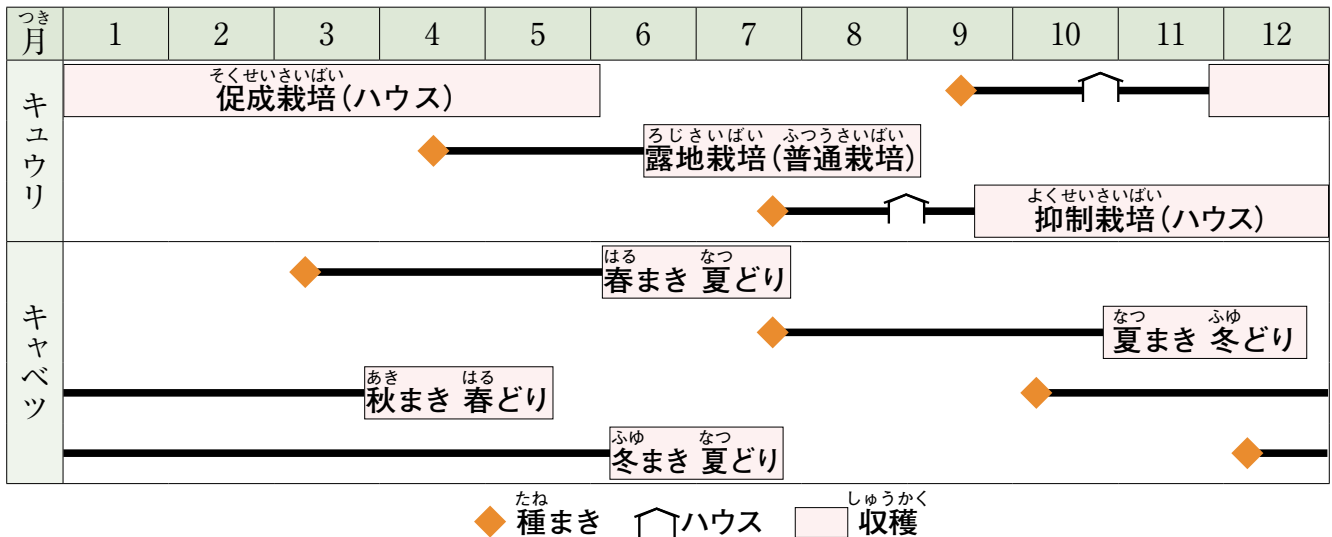 つき
月 1 2 3 4 5 6 7 8 9 10 11 12
キュウリ
そくせいさいばい
促成栽培(ハウス)
ろじさいばい ふつうさいばい
露地栽培(普通栽培)
よくせいさいばい
抑制栽培(ハウス)
キャベツ
はる なつ
春まき 夏どり
なつ ふゆ
夏まき 冬どり
あき はる
秋まき 春どり
ふゆ なつ
冬まき 夏どり
たね しゅうかく
種まき ハウス 収穫